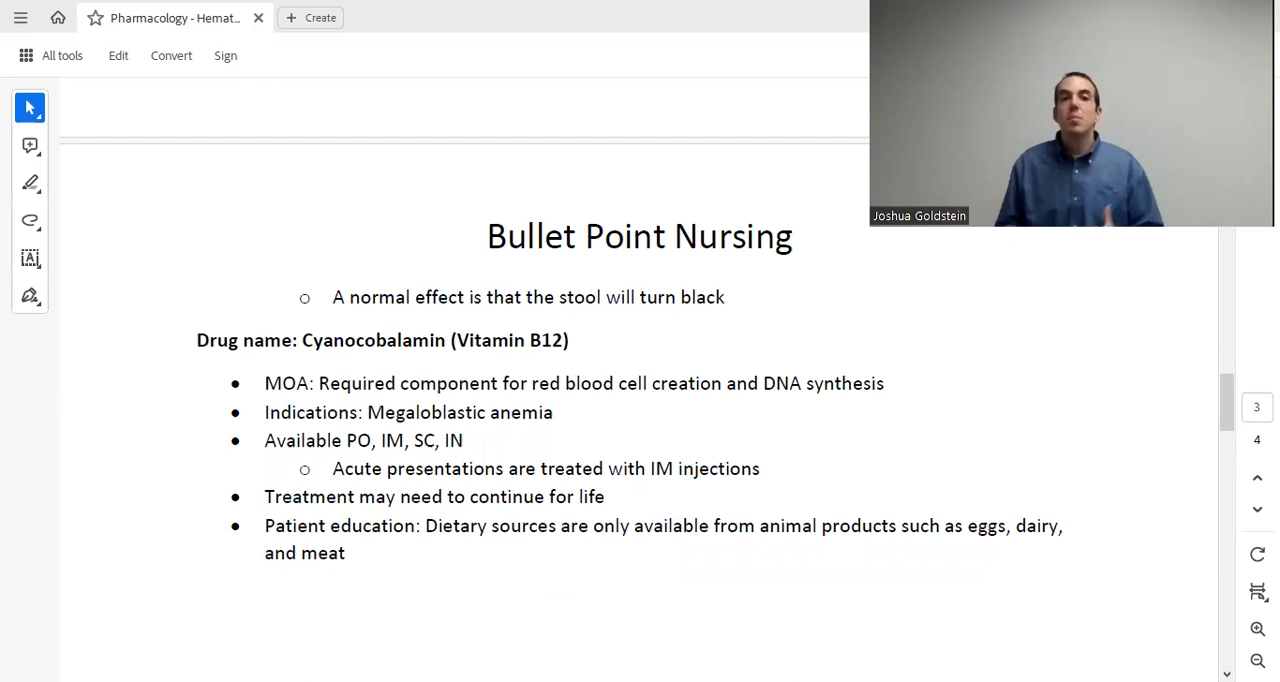 Pharmacology - Hemat...
Create
All tools
Edit
Convert
Sign
Joshua Goldstein
Bullet Point Nursing
o A normal effect is that the stool will turn black
Drug name: Cyanocobalamin (Vitamin B12)
• MOA: Required component for red blood cell creation and DNA synthesis
• Indications: Megaloblastic anemia
• Available PO, IM, SC, IN
o Acute presentations are treated with IM injections
• Treatment may need to continue for life
• Patient education: Dietary sources are only available from animal products such as eggs, dairy,
and meat
3
4